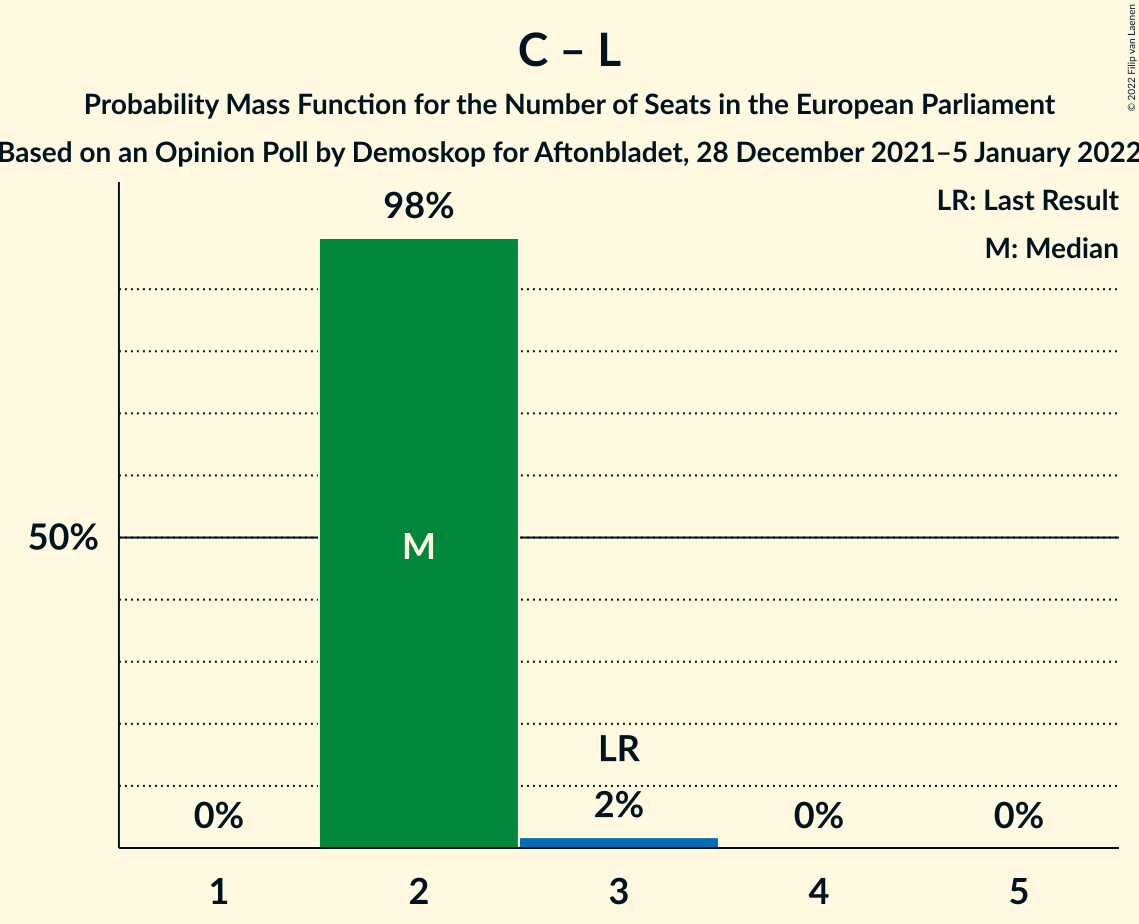 C – L
Probability Mass Function for the Number of Seats in the European Parliament
Based on an Opinion Poll by Demoskop for Aftonbladet, 28 December 2021–5 January 2022
© 2022 Filip van Laenen
LR: Last Result
M: Median
98%
50%
M
LR
0%
2%
0%
0%
1
2
3
4
5